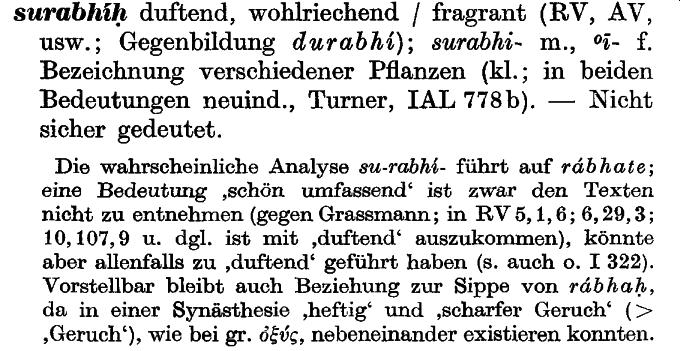 surabhíḥ duftend, wohlriechend / fragrant (RV, AV,
usw.; Gegenbildung durabhí); surabhi- m., °ī- f.
Bezeichnung verschiedener Pflanzen (kl.; in beiden
Bedeutungen neuind., Turner, IAL 778b). — Nicht
sicher gedeutet.
Die wahrscheinliche Analyse su-rabhí- führt auf rábhate;
eine Bedeutung ‚schön umfassend‘ ist zwar den Texten
nicht zu entnehmen (gegen Grassmann; in RV 5, 1, 6; 6, 29, 3;
10, 107, 9 u. dgl. ist mit ‚duftend‘ auszukommen), könnte
aber allenfalls zu ‚duftend‘ geführt haben (s. auch o. I 322).
Vorstellbar bleibt auch Beziehung zur Sippe von rábhaḥ,
da in einer Synästhesie ‚heftig‘ und ‚scharfer Geruch‘ (>
‚Geruch‘), wie bei gr. ὀξύς, nebeneinander existieren konnten.